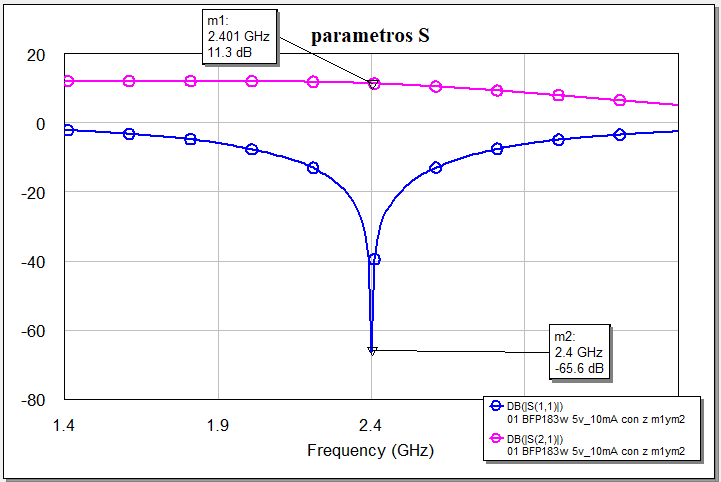 m1:
2.401 GHz
11.3 dB
parametros S
20
0
-20
-40
-60
-80
m2:
2.4 GHz
-65.6 dB
1.4
1.9
2.4
Frequency (GHz)
DB(|S(1,1)|)
01 BFP183w 5v_10mA con z m1ym2
DB(|S(2,1)|)
01 BFP183w 5v_10mA con z m1ym2